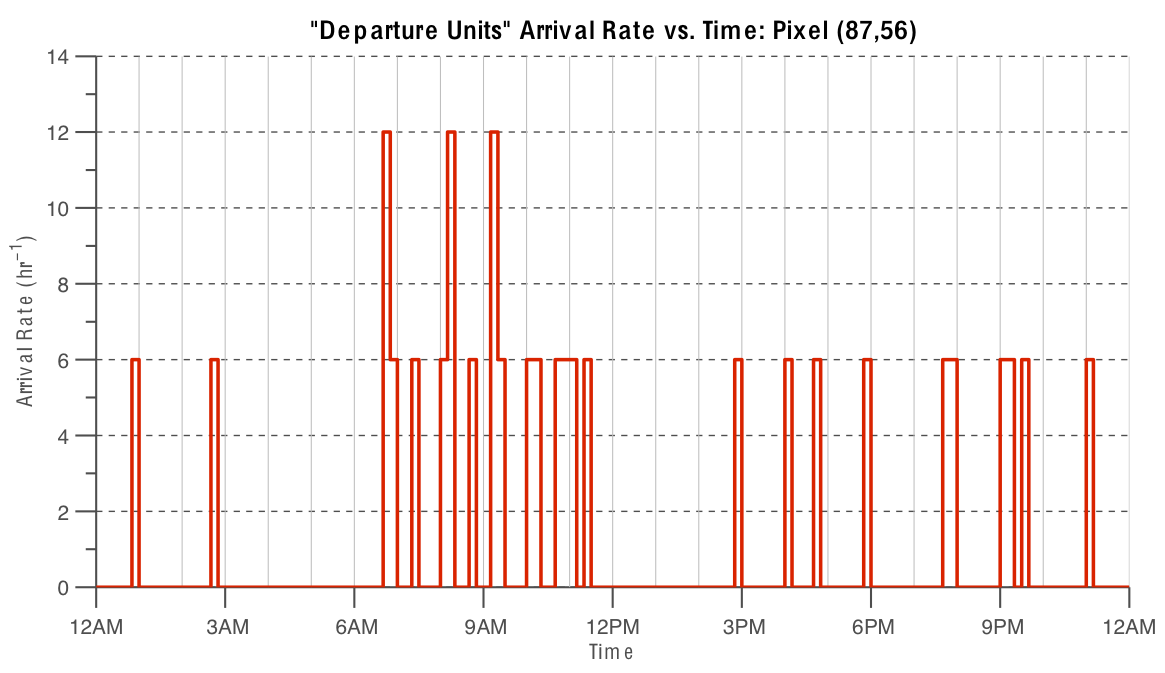 "Departure Units" Arrival Rate vs. Time: Pixel (87,56)
14
12
10
8
6
4
2
0
Arrival Rate (hr⁻¹)
12AM 3AM 6AM 9AM 12PM 3PM 6PM 9PM 12AM
Time